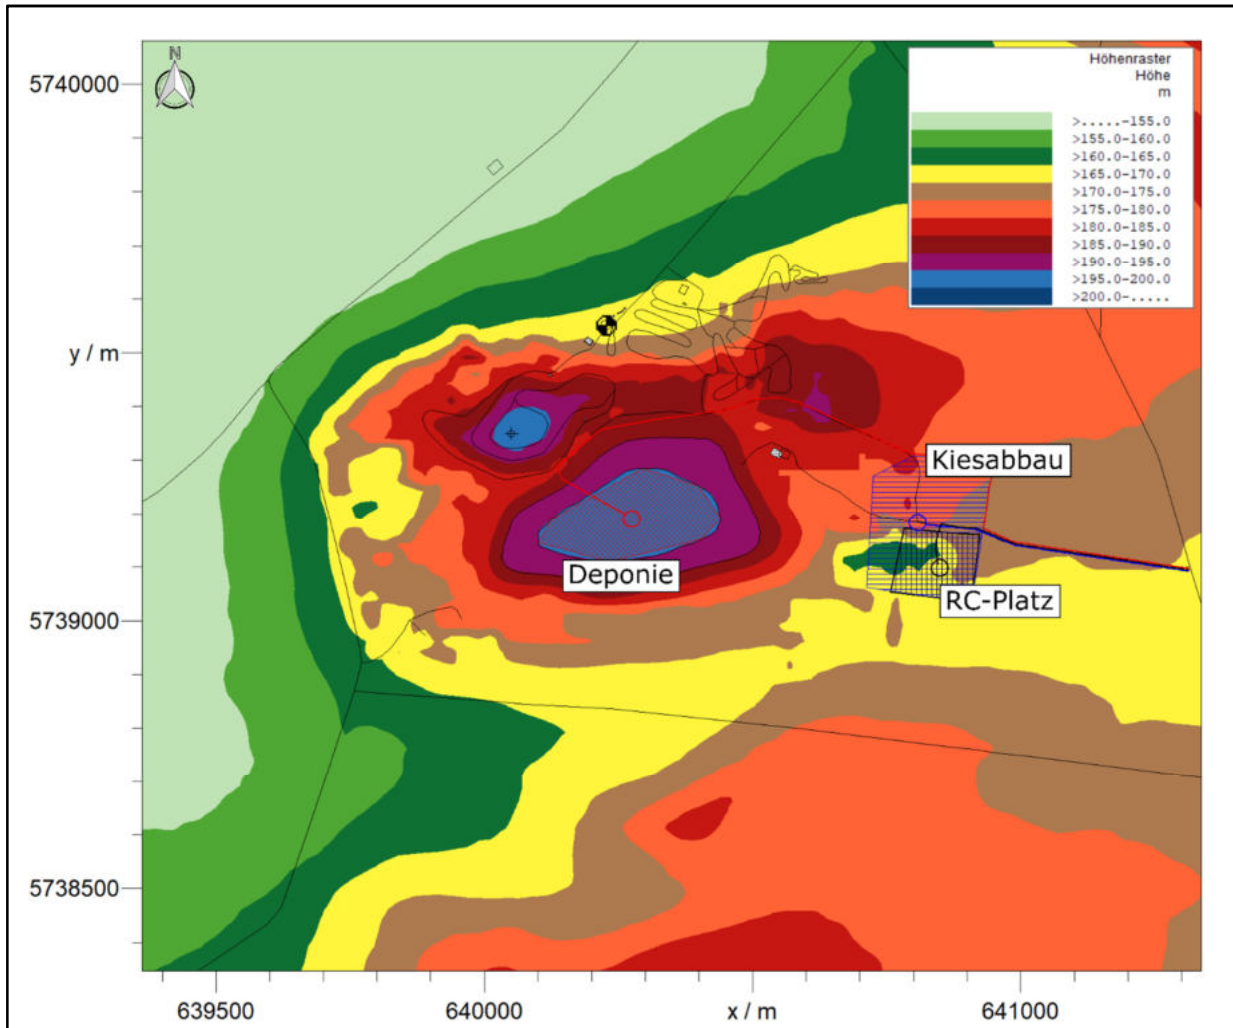 N
Höhenraster
Höhe
m
>.....-155.0
>155.0-160.0
>160.0-165.0
>165.0-170.0
>170.0-175.0
>175.0-180.0
>180.0-185.0
>185.0-190.0
>190.0-195.0
>195.0-200.0
>200.0-.....
5740000
y / m
5739000
5738500
Kiesabbau
Deponie
RC-Platz
639500
640000
x / m
641000